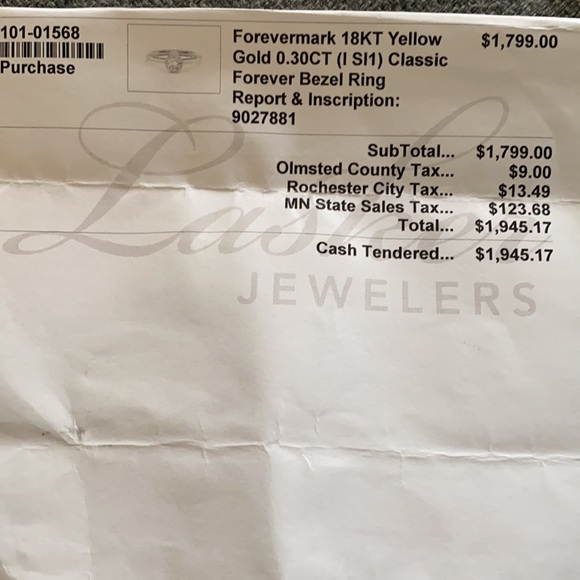 101-01568
Purchase
Forevermark 18KT Yellow $1,799.00
Gold 0.30CT (I SI1) Classic
Forever Bezel Ring
Report & Inscription:
9027881
SubTotal... $1,799.00
Olmsted County Tax... $9.00
Rochester City Tax... $13.49
MN State Sales Tax... $123.68
Total... $1,945.17
Cash Tendered... $1,945.17
Lasker
JEWELERS